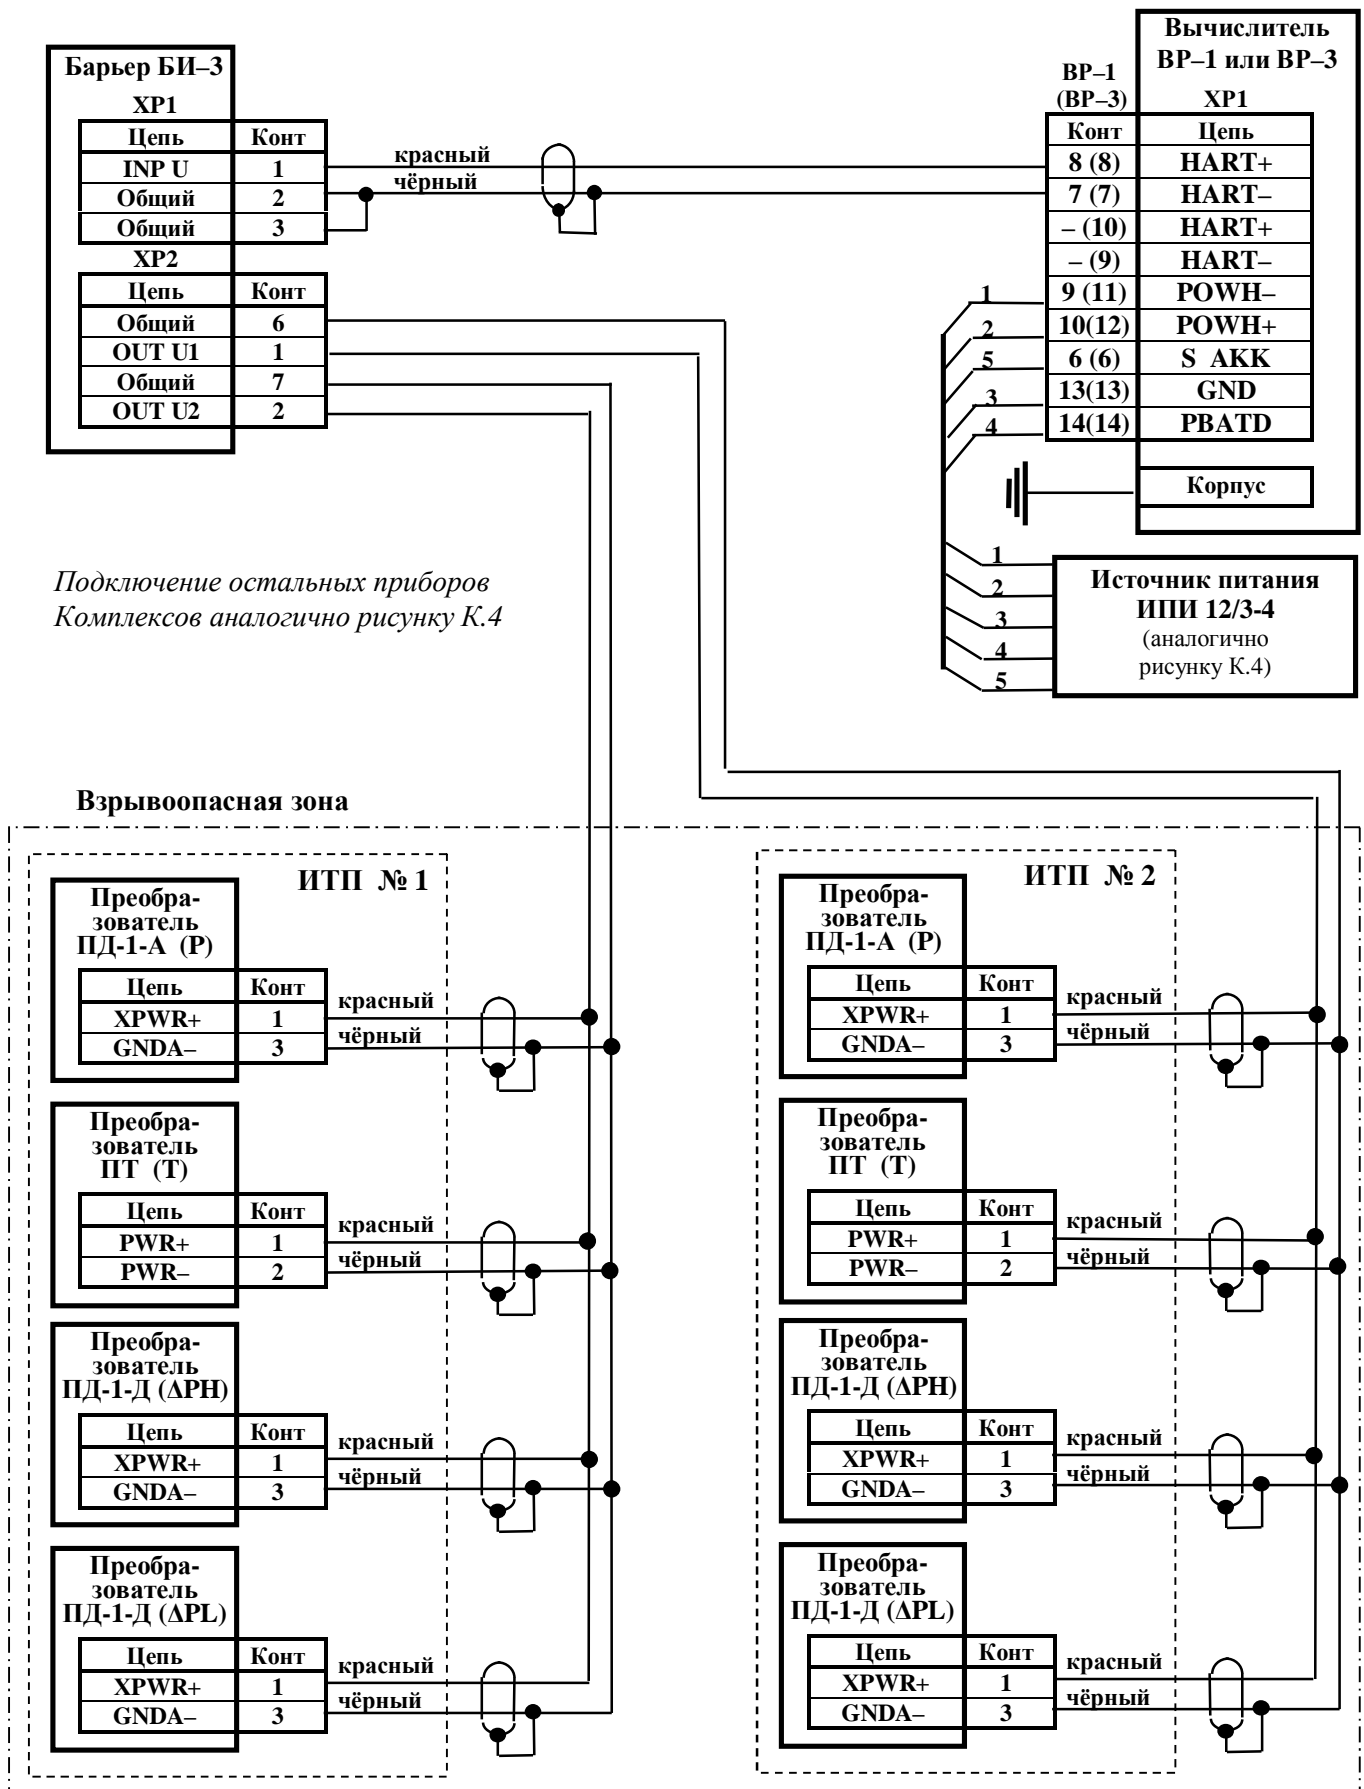 Барьер БИ–3
XP1
Цепь Конт
INP U 1
Общий 2
Общий 3
XP2
Цепь Конт
Общий 6
OUT U1 1
Общий 7
OUT U2 2
красный
чёрный
Вычислитель
ВР–1 или ВР–3
ВР–1
(ВР–3) XP1
Конт Цепь
8 (8) HART+
7 (7) HART–
– (10) HART+
– (9) HART–
1 9 (11) POWH–
2 10(12) POWH+
5 6 (6) S AKK
3 13(13) GND
4 14(14) PBATD
Корпус
1
2
3
4
5
Источник питания
ИПИ 12/3-4
(аналогично
рисунку К.4)
Подключение остальных приборов
Комплексов аналогично рисунку К.4
Взрывоопасная зона
ИТП № 1
Преобра-
зователь
ПД-1-А (Р)
Цепь Конт
XPWR+ 1 красный
GNDA– 3 чёрный
Преобра-
зователь
ПТ (Т)
Цепь Конт
PWR+ 1 красный
PWR– 2 чёрный
Преобра-
зователь
ПД-1-Д (ΔPH)
Цепь Конт
XPWR+ 1 красный
GNDA– 3 чёрный
Преобра-
зователь
ПД-1-Д (ΔPL)
Цепь Конт
XPWR+ 1 красный
GNDA– 3 чёрный
ИТП № 2
Преобра-
зователь
ПД-1-А (Р)
Цепь Конт
XPWR+ 1 красный
GNDA– 3 чёрный
Преобра-
зователь
ПТ (Т)
Цепь Конт
PWR+ 1 красный
PWR– 2 чёрный
Преобра-
зователь
ПД-1-Д (ΔPH)
Цепь Конт
XPWR+ 1 красный
GNDA– 3 чёрный
Преобра-
зователь
ПД-1-Д (ΔPL)
Цепь Конт
XPWR+ 1 красный
GNDA– 3 чёрный